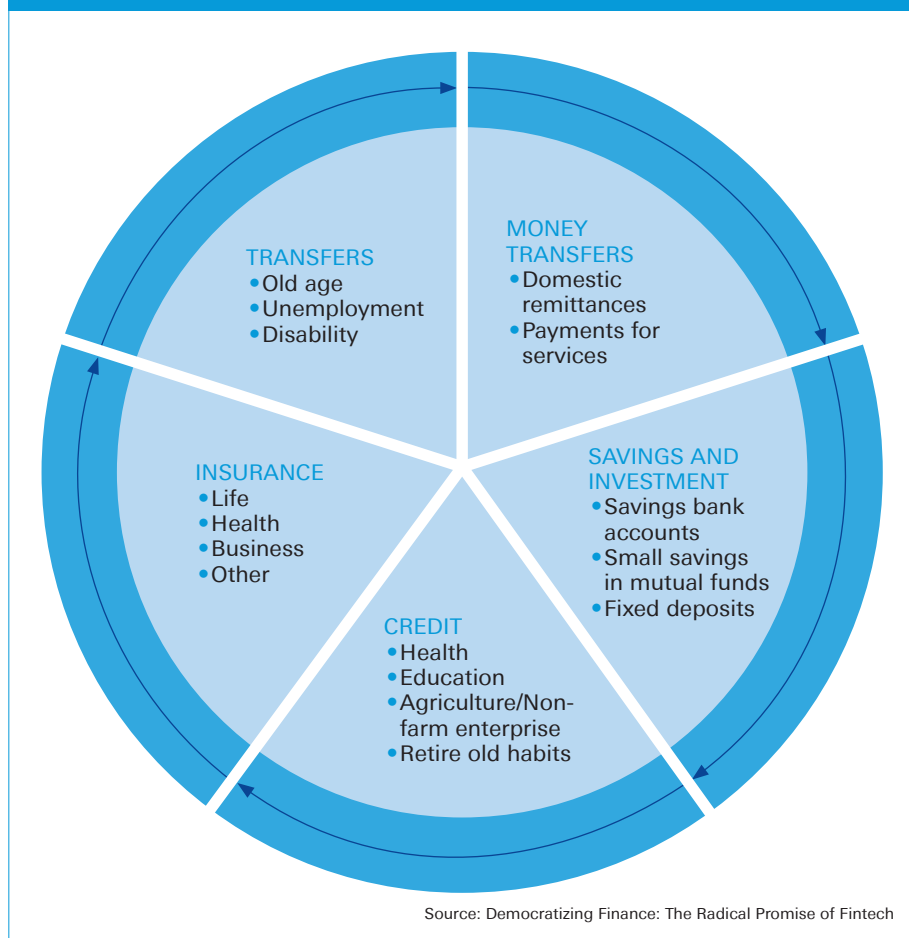 TRANSFERS
•Old age
•Unemployment
•Disability
MONEY
TRANSFERS
•Domestic
remittances
•Payments for
services
SAVINGS AND
INVESTMENT
•Savings bank
accounts
•Small savings
in mutual funds
•Fixed deposits
CREDIT
•Health
•Education
•Agriculture/Non-
farm enterprise
•Retire old habits
INSURANCE
•Life
•Health
•Business
•Other
Source: Democratizing Finance: The Radical Promise of Fintech